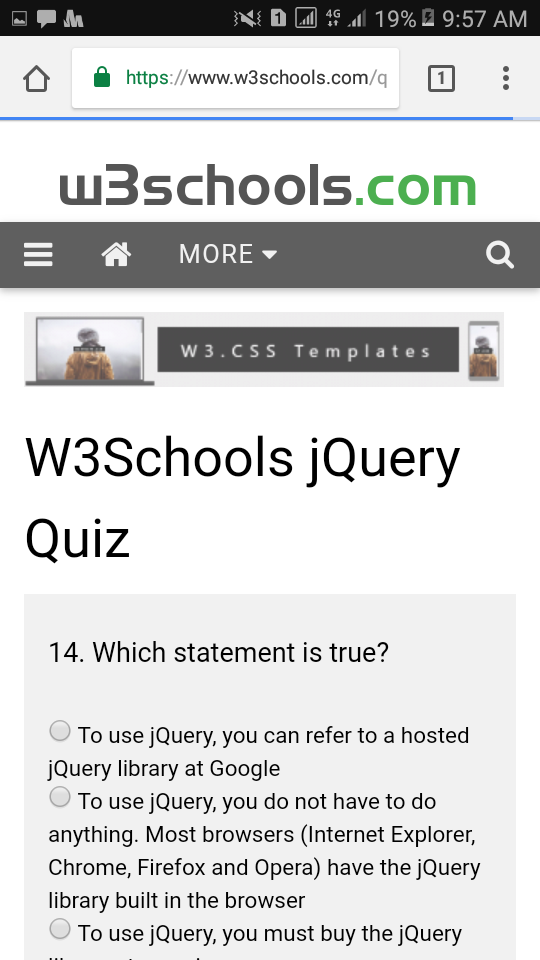 1 4G 19% 9:57 AM
https://www.w3schools.com/q
1
w3schools.com
MORE
W3.CSS Templates
W3Schools jQuery
Quiz
14. Which statement is true?
To use jQuery, you can refer to a hosted
jQuery library at Google
To use jQuery, you do not have to do
anything. Most browsers (Internet Explorer,
Chrome, Firefox and Opera) have the jQuery
library built in the browser
To use jQuery, you must buy the jQuery